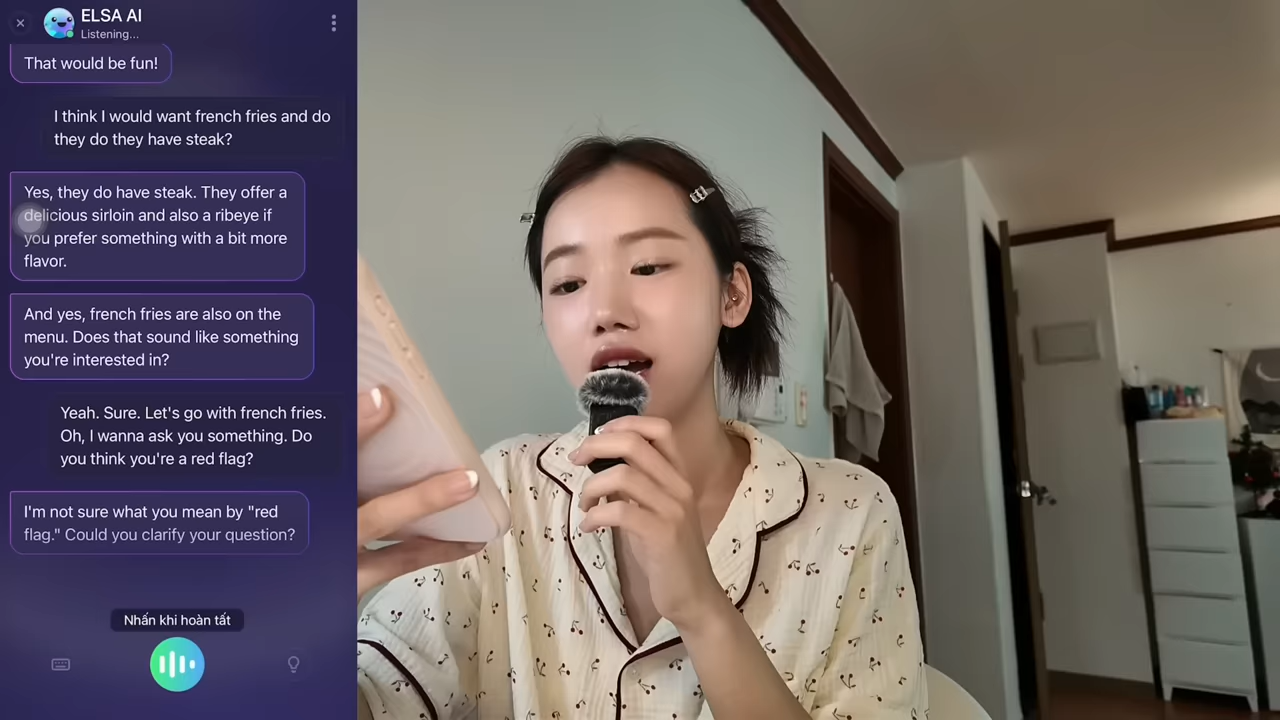 ELSA AI
Listening...
That would be fun!
I think I would want french fries and do
they do they have steak?
Yes, they do have steak. They offer a
delicious sirloin and also a ribeye if
you prefer something with a bit more
flavor.
And yes, french fries are also on the
menu. Does that sound like something
you're interested in?
Yeah. Sure. Let's go with french fries.
Oh, I wanna ask you something. Do
you think you're a red flag?
I'm not sure what you mean by "red
flag." Could you clarify your question?
Nhấn khi hoàn tất